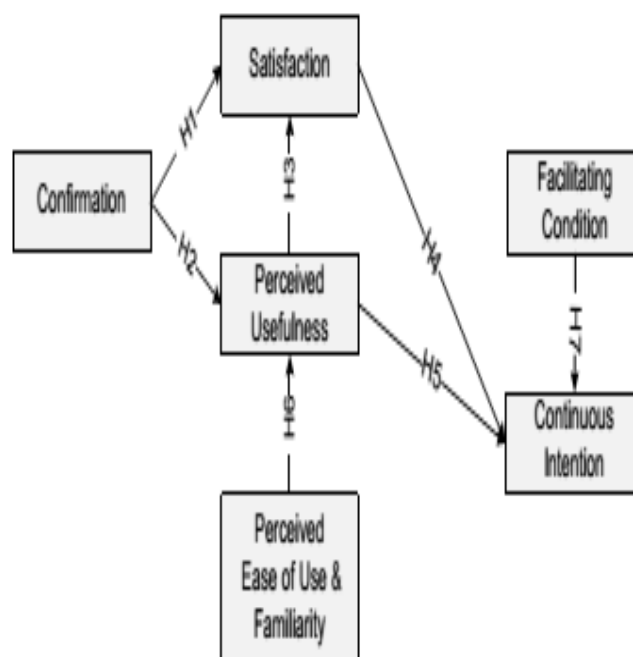 Satisfaction
H1
Confirmation
H3
Facilitating
Condition
H2
H4
Perceived
Usefulness
H7
H5
H6
Continuous
Intention
Perceived
Ease of Use &
Familiarity